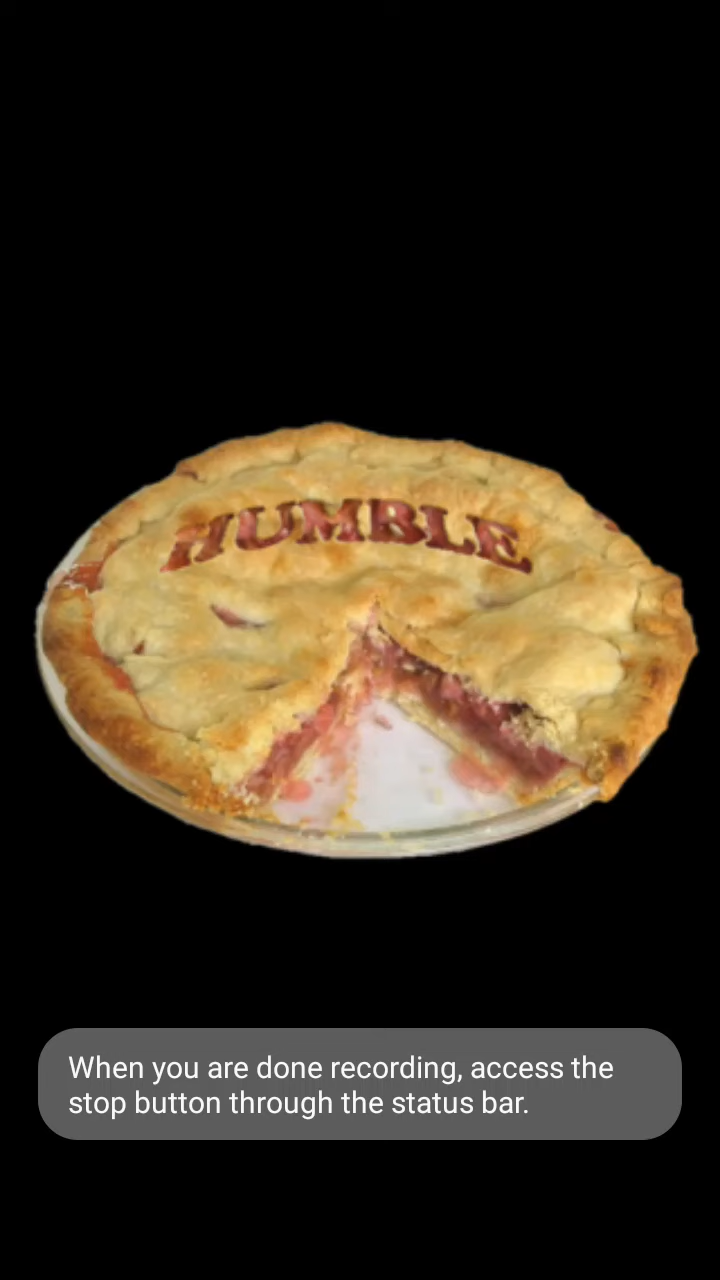 HUMBLE
When you are done recording, access the
stop button through the status bar.